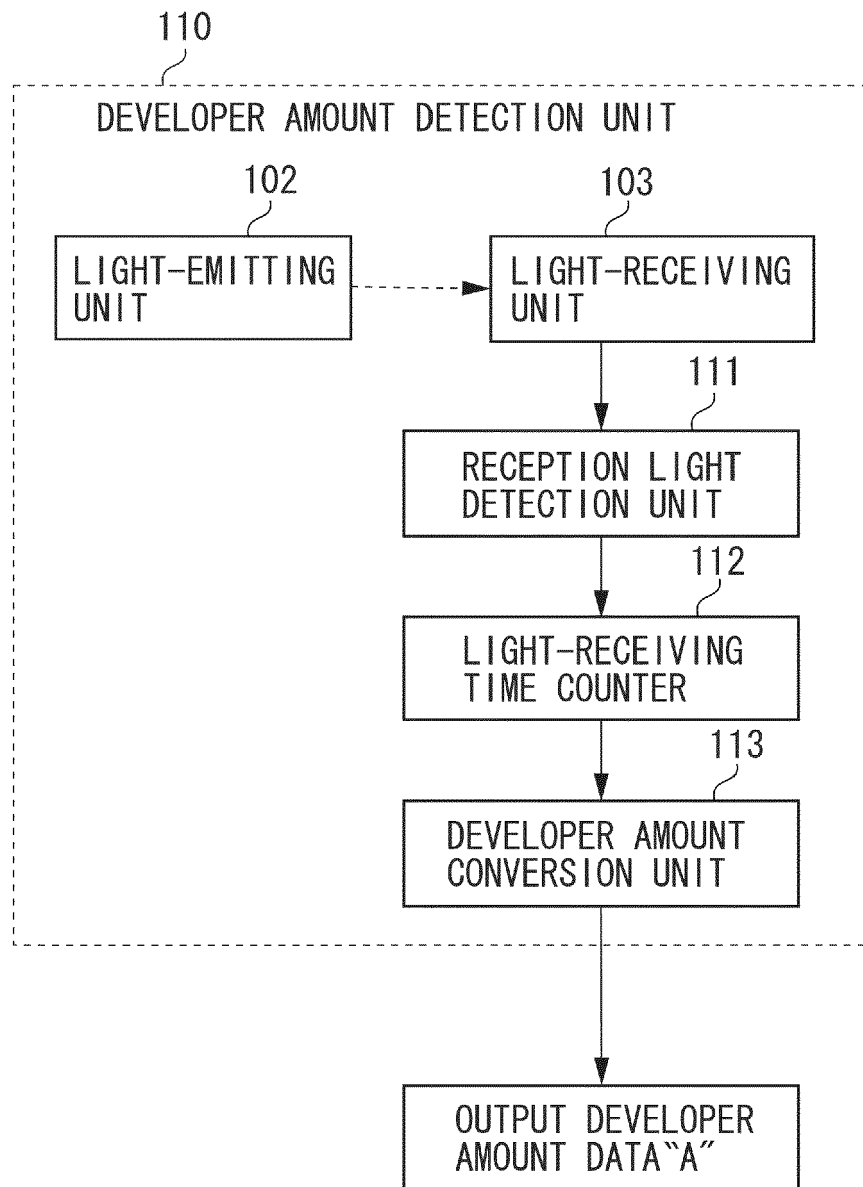 110
DEVELOPER AMOUNT DETECTION UNIT
102
103
LIGHT-EMITTING
UNIT
LIGHT-RECEIVING
UNIT
111
RECEPTION LIGHT
DETECTION UNIT
112
LIGHT-RECEIVING
TIME COUNTER
113
DEVELOPER AMOUNT
CONVERSION UNIT
OUTPUT DEVELOPER
AMOUNT DATA“A”